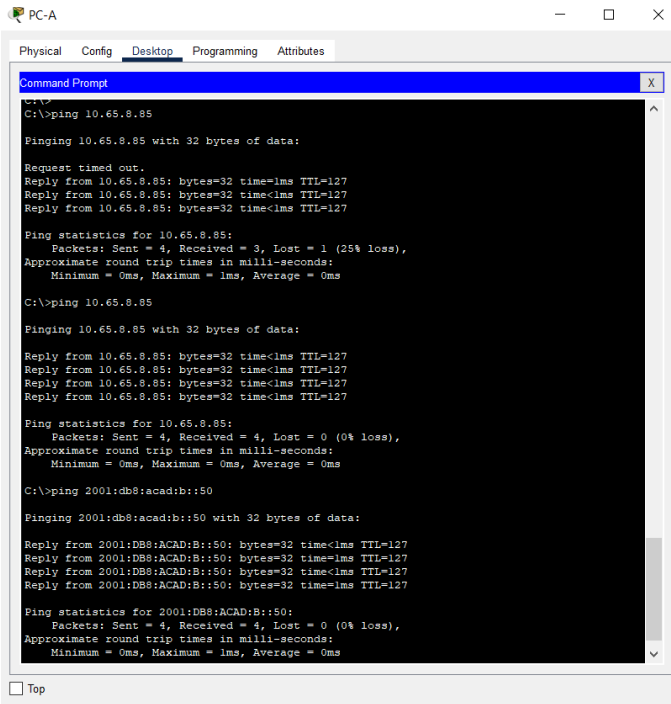 PC-A
Physical Config Desktop Programming Attributes
Command Prompt
X
C:\>
C:\>ping 10.65.8.85
Pinging 10.65.8.85 with 32 bytes of data:
Request timed out.
Reply from 10.65.8.85: bytes=32 time=1ms TTL=127
Reply from 10.65.8.85: bytes=32 time<1ms TTL=127
Reply from 10.65.8.85: bytes=32 time<1ms TTL=127
Ping statistics for 10.65.8.85:
Packets: Sent = 4, Received = 3, Lost = 1 (25% loss),
Approximate round trip times in milli-seconds:
Minimum = 0ms, Maximum = 1ms, Average = 0ms
C:\>ping 10.65.8.85
Pinging 10.65.8.85 with 32 bytes of data:
Reply from 10.65.8.85: bytes=32 time<1ms TTL=127
Reply from 10.65.8.85: bytes=32 time<1ms TTL=127
Reply from 10.65.8.85: bytes=32 time<1ms TTL=127
Reply from 10.65.8.85: bytes=32 time<1ms TTL=127
Ping statistics for 10.65.8.85:
Packets: Sent = 4, Received = 4, Lost = 0 (0% loss),
Approximate round trip times in milli-seconds:
Minimum = 0ms, Maximum = 0ms, Average = 0ms
C:\>ping 2001:db8:acad:b::50
Pinging 2001:db8:acad:b::50 with 32 bytes of data:
Reply from 2001:DB8:ACAD:B::50: bytes=32 time<1ms TTL=127
Reply from 2001:DB8:ACAD:B::50: bytes=32 time=1ms TTL=127
Reply from 2001:DB8:ACAD:B::50: bytes=32 time<1ms TTL=127
Reply from 2001:DB8:ACAD:B::50: bytes=32 time=1ms TTL=127
Ping statistics for 2001:DB8:ACAD:B::50:
Packets: Sent = 4, Received = 4, Lost = 0 (0% loss),
Approximate round trip times in milli-seconds:
Minimum = 0ms, Maximum = 1ms, Average = 0ms
Top